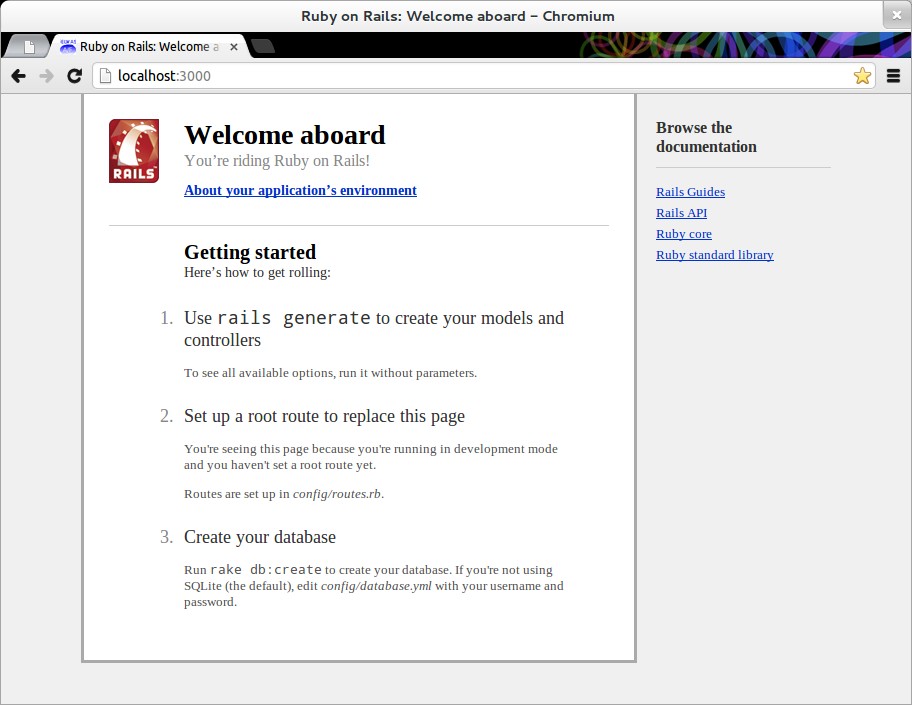 Ruby on Rails: Welcome aboard - Chromium
Ruby on Rails: Welcome a
localhost:3000
RAILS
Welcome aboard
You’re riding Ruby on Rails!
About your application’s environment
Getting started
Here’s how to get rolling:
1. Use rails generate to create your models and
controllers
To see all available options, run it without parameters.
2. Set up a root route to replace this page
You're seeing this page because you're running in development mode
and you haven't set a root route yet.
Routes are set up in config/routes.rb.
3. Create your database
Run rake db:create to create your database. If you're not using
SQLite (the default), edit config/database.yml with your username and
password.
Browse the
documentation
Rails Guides
Rails API
Ruby core
Ruby standard library